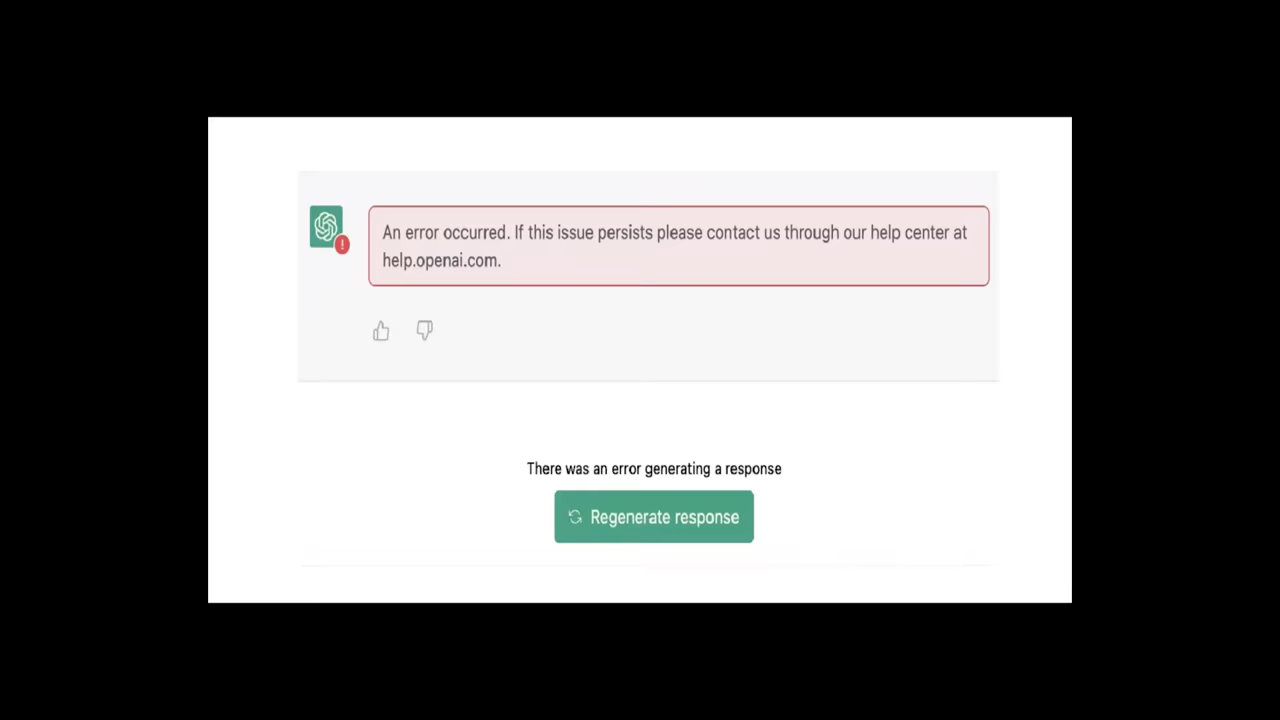 An error occurred. If this issue persists please contact us through our help center at
help.openai.com.
There was an error generating a response
Regenerate response